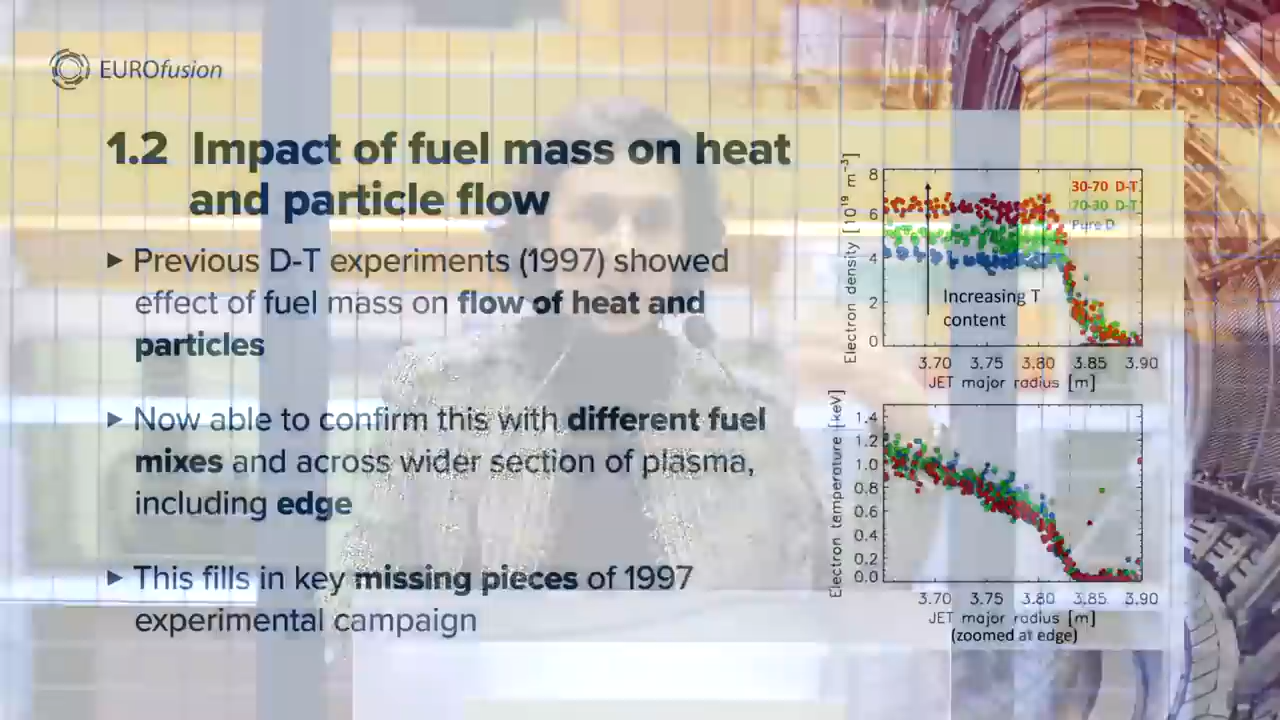 EUROfusion
1.2 Impact of fuel mass on heat
and particle flow
▸ Previous D-T experiments (1997) showed
effect of fuel mass on flow of heat and
particles
▸ Now able to confirm this with different fuel
mixes and across wider section of plasma,
including edge
▸ This fills in key missing pieces of 1997
experimental campaign
Electron density [10¹⁹ m⁻³]
8
6
4
2
0
30-70 D-T
70-30 D-T
Pure D
Increasing T
content
3.70 3.75 3.80 3.85 3.90
JET major radius [m]
Electron temperature [keV]
1.4
1.2
1.0
0.8
0.6
0.4
0.2
0.0
3.70 3.75 3.80 3.85 3.90
JET major radius [m]
(zoomed at edge)